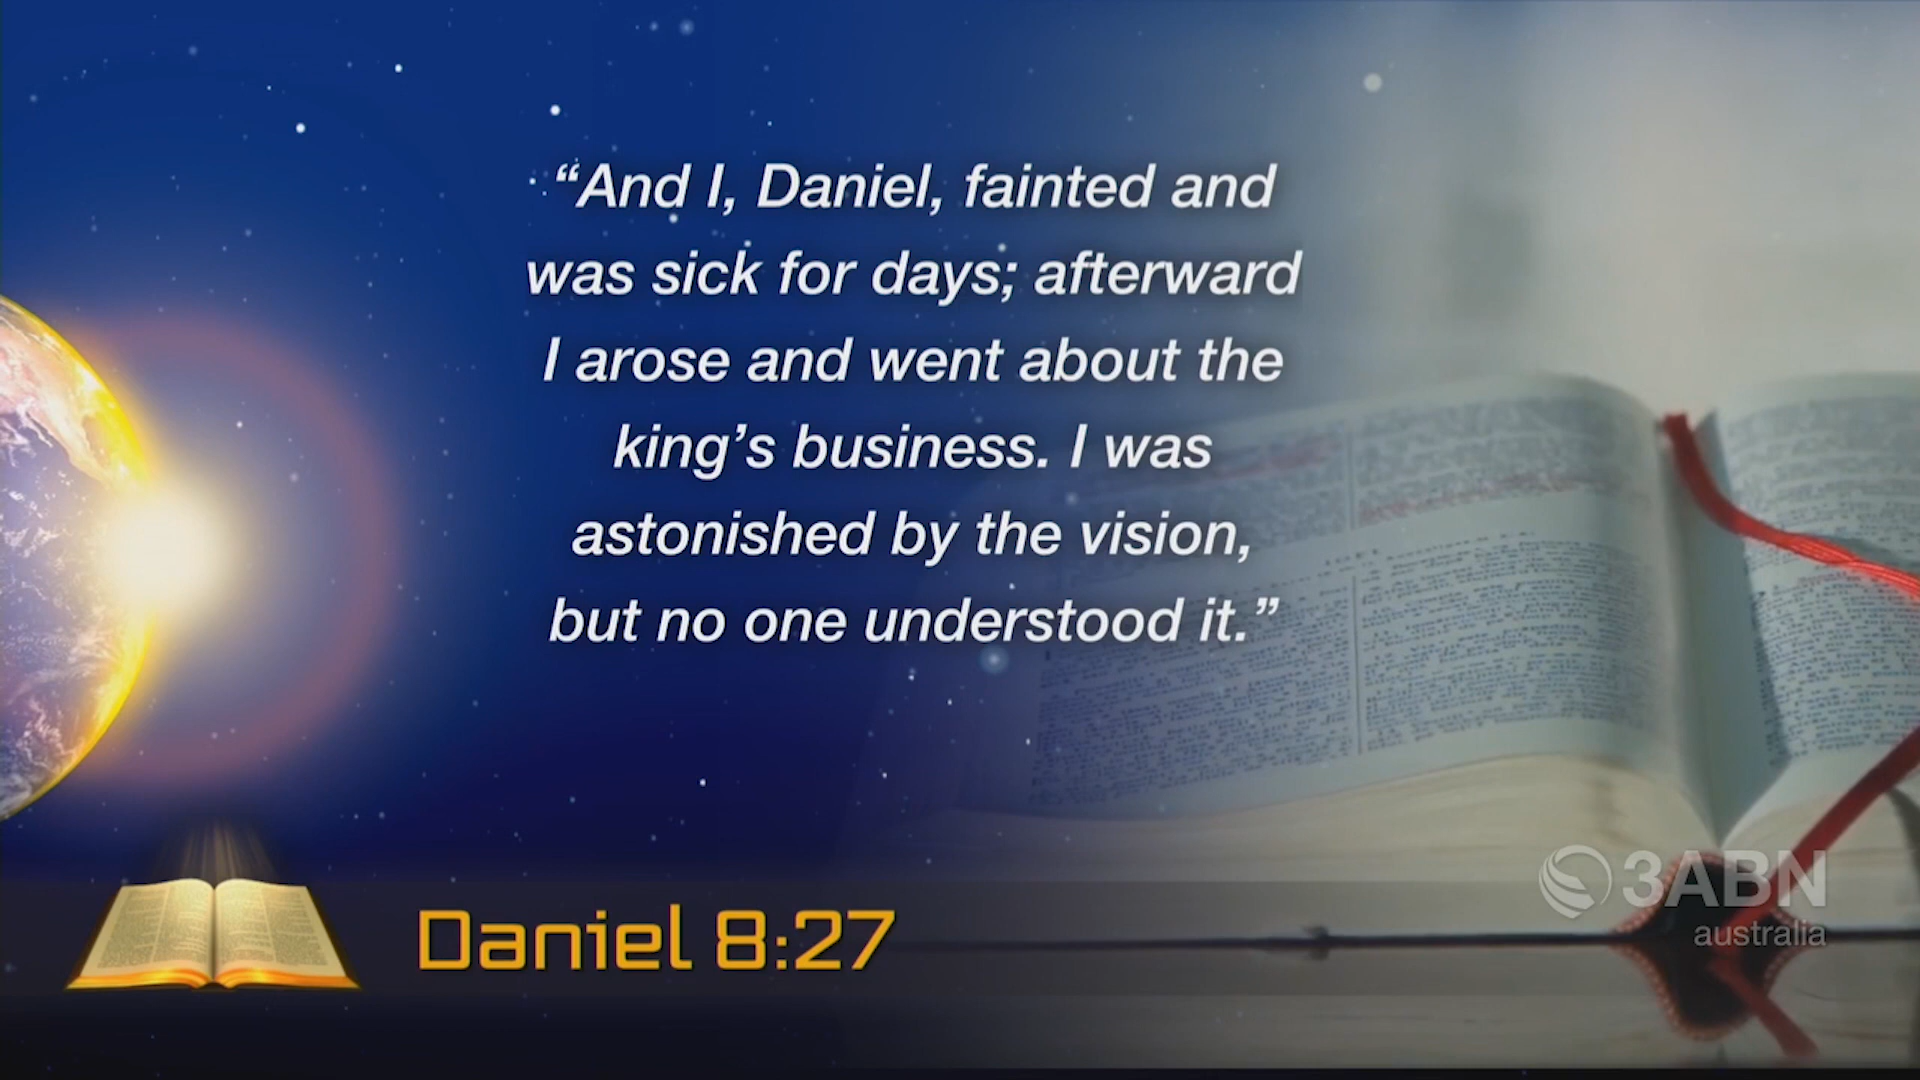 “And I, Daniel, fainted and
was sick for days; afterward
I arose and went about the
king’s business. I was
astonished by the vision,
but no one understood it.”
Daniel 8:27
3ABN
australia